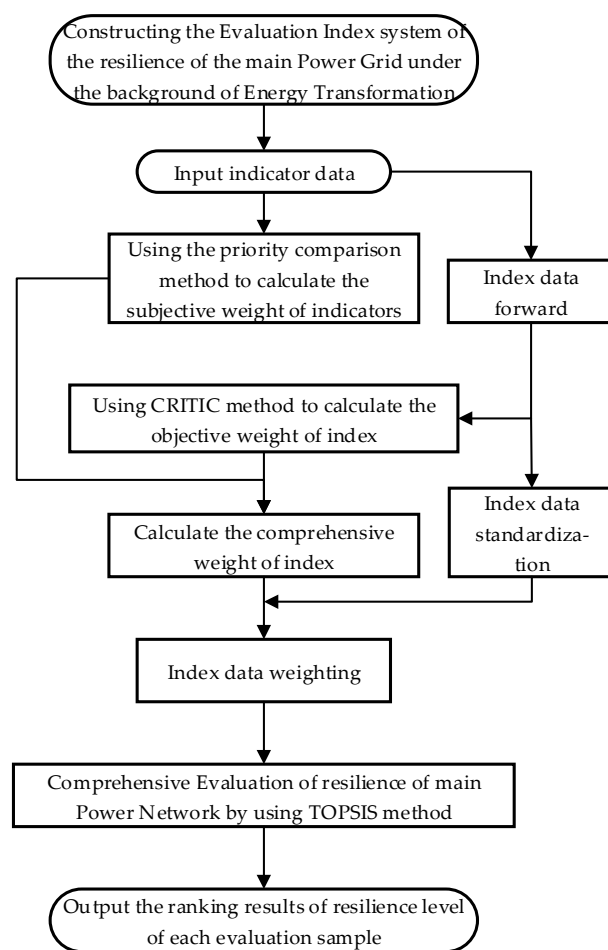 Constructing the Evaluation Index system of
the resilience of the main Power Grid under
the background of Energy Transformation
Input indicator data
Using the priority comparison
method to calculate the
subjective weight of indicators
Index data
forward
Using CRITIC method to calculate the
objective weight of index
Index data
standardiza-
tion
Calculate the comprehensive
weight of index
Index data weighting
Comprehensive Evaluation of resilience of main
Power Network by using TOPSIS method
Output the ranking results of resilience level
of each evaluation sample